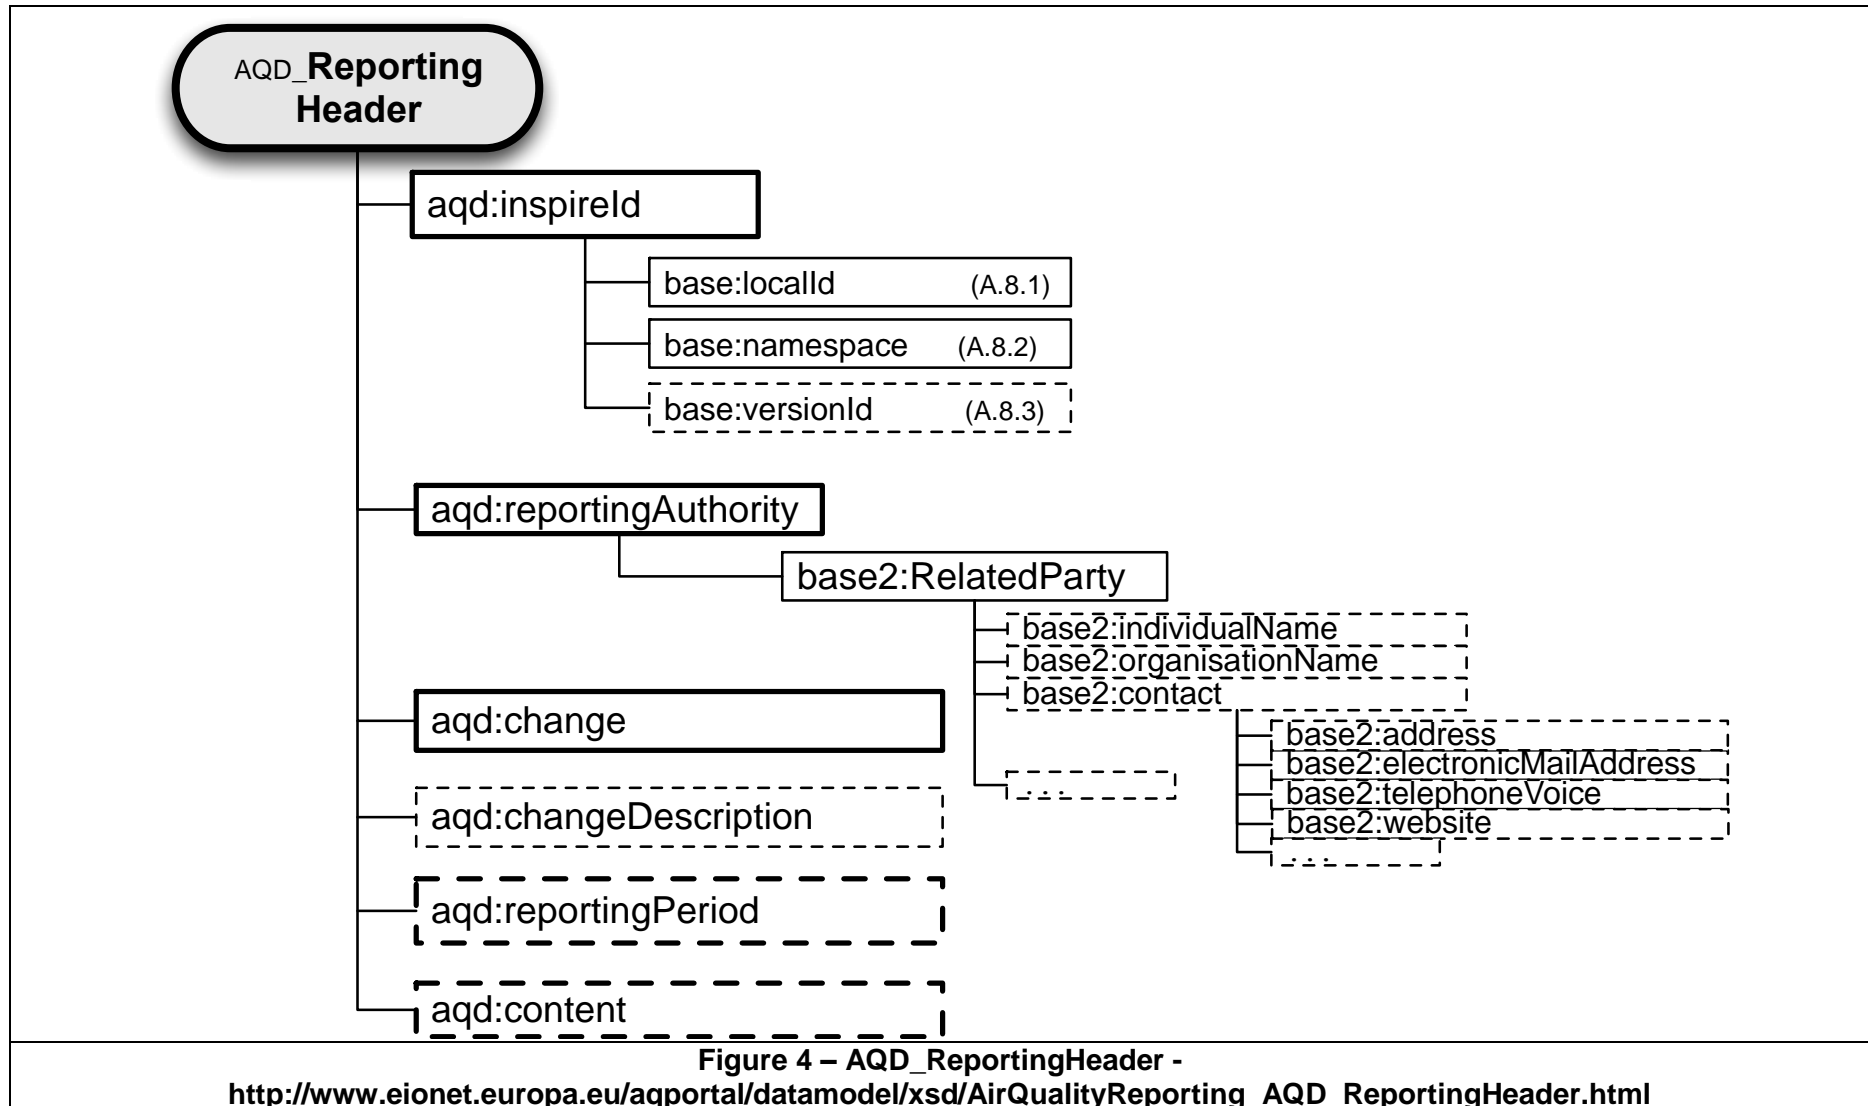 AQD_Reporting
Header
aqd:inspireId
base:localId (A.8.1)
base:namespace (A.8.2)
base:versionId (A.8.3)
aqd:reportingAuthority
base2:RelatedParty
base2:individualName
base2:organisationName
base2:contact
aqd:change
base2:address
base2:electronicMailAddress
base2:telephoneVoice
base2:website
. . .
. . .
aqd:changeDescription
aqd:reportingPeriod
aqd:content
Figure 4 – AQD_ReportingHeader -
http://www.eionet.europa.eu/aqportal/datamodel/xsd/AirQualityReporting_AQD_ReportingHeader.html